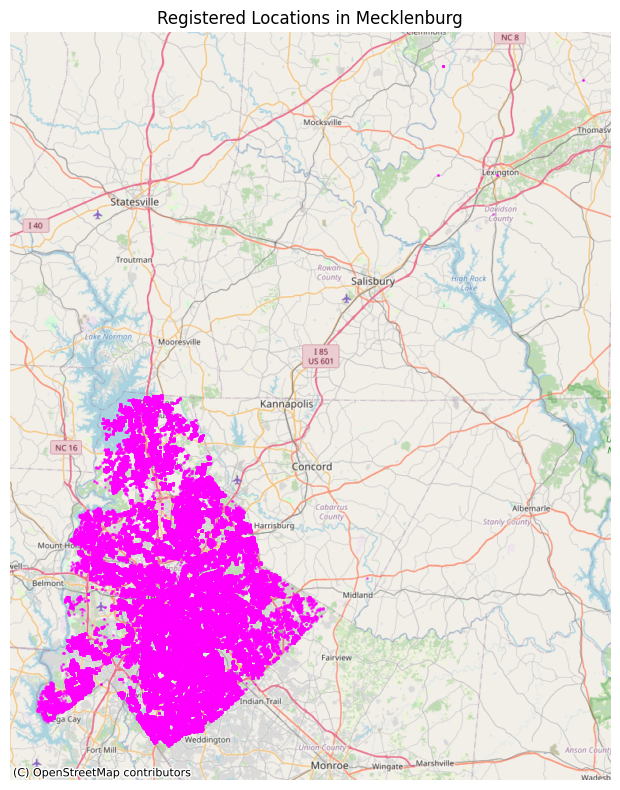 Registered Locations in Mecklenburg
Clemmons
NC 8
Mocksville
Thomasv
Lexington
Statesville
Davidson
County
I 40
Troutman
Rowan
County
Salisbury
High Rock
Lake
Lake Norman
Mooresville
I 85
US 601
Kannapolis
NC 16
Concord
Cabarrus
County
Albemarle
Stanly County
Harrisburg
Mount Ho
well
Belmont
Midland
Fairview
Indian Trail
ga Cay
Fort Mill
Weddington
Union County
Anson County
Monroe
Wingate
Marshville
Wadesb
(C) OpenStreetMap contributors